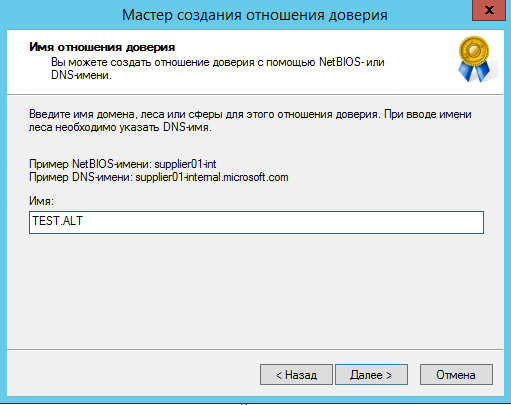 Мастер создания отношения доверия
x
Имя отношения доверия
Вы можете создать отношение доверия с помощью NetBIOS- или
DNS-имени.
Введите имя домена, леса или сферы для этого отношения доверия. При вводе имени
леса необходимо указать DNS-имя.
Пример NetBIOS-имени: supplier01-int
Пример DNS-имени: supplier01-internal.microsoft.com
Имя:
TEST.ALT
< Назад
Далее >
Отмена